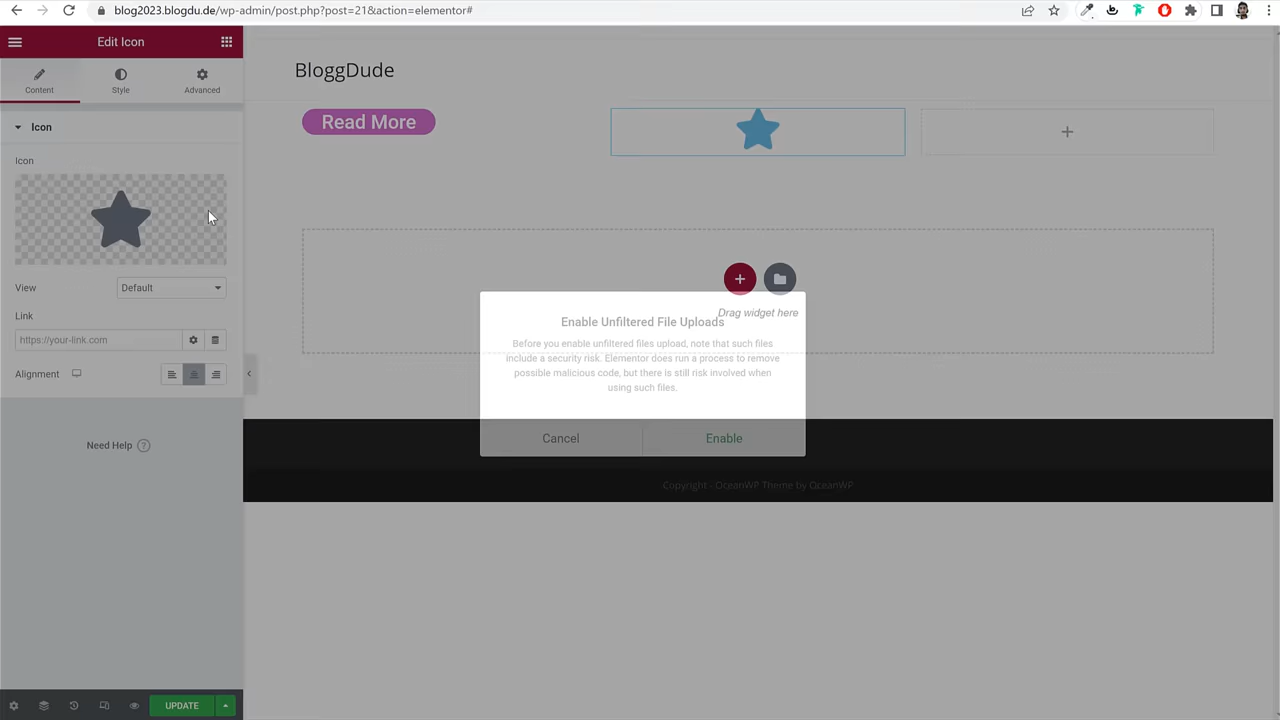 blog2023.blogdu.de/wp-admin/post.php?post=21&action=elementor#
Edit Icon
Content
Style
Advanced
Icon
Icon
View
Default
Link
https://your-link.com
Alignment
Need Help ?
UPDATE
BloggDude
Read More
Drag widget here
Enable Unfiltered File Uploads
Before you enable unfiltered files upload, note that such files
include a security risk. Elementor does run a process to remove
possible malicious code, but there is still risk involved when
using such files.
Cancel
Enable
Copyright - OceanWP Theme by OceanWP